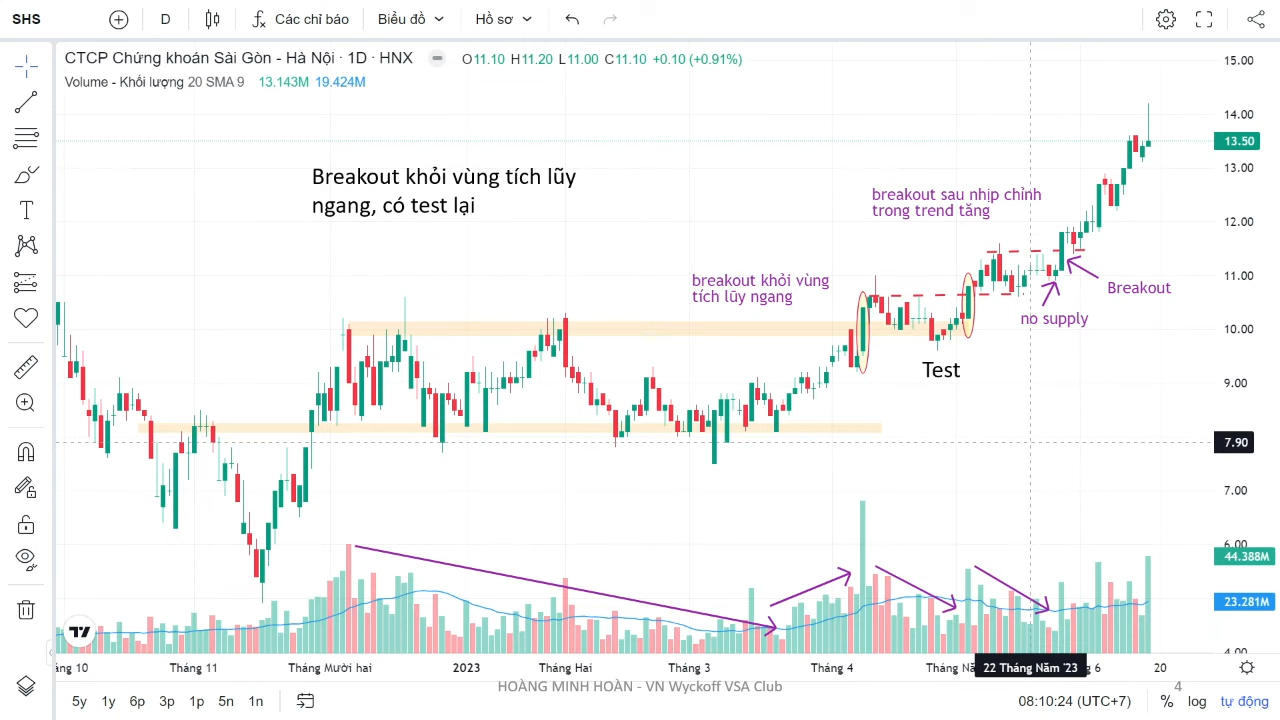 SHS
D
Các chỉ báo
Biểu đồ
Hồ sơ
CTCP Chứng khoán Sài Gòn - Hà Nội · 1D · HNX
O11.10 H11.20 L11.00 C11.10 +0.10 (+0.91%)
Volume - Khối lượng 20 SMA 9 13.143M 19.424M
Breakout khỏi vùng tích lũy
ngang, có test lại
breakout sau nhịp chỉnh
trong trend tăng
breakout khỏi vùng
tích lũy ngang
Breakout
no supply
Test
15.00
14.00
13.50
13.00
12.00
11.00
10.00
9.00
7.90
7.00
6.00
44.388M
23.281M
4.00
áng 10
Tháng 11
Tháng Mười hai
2023
Tháng Hai
Tháng 3
Tháng 4
Tháng Nă
22 Tháng Năm '23
g 6
20
HOÀNG MINH HOÀN - VN Wyckoff VSA Club
4
5y
1y
6p
3p
1p
5n
1n
08:10:24 (UTC+7)
%
log
tự động